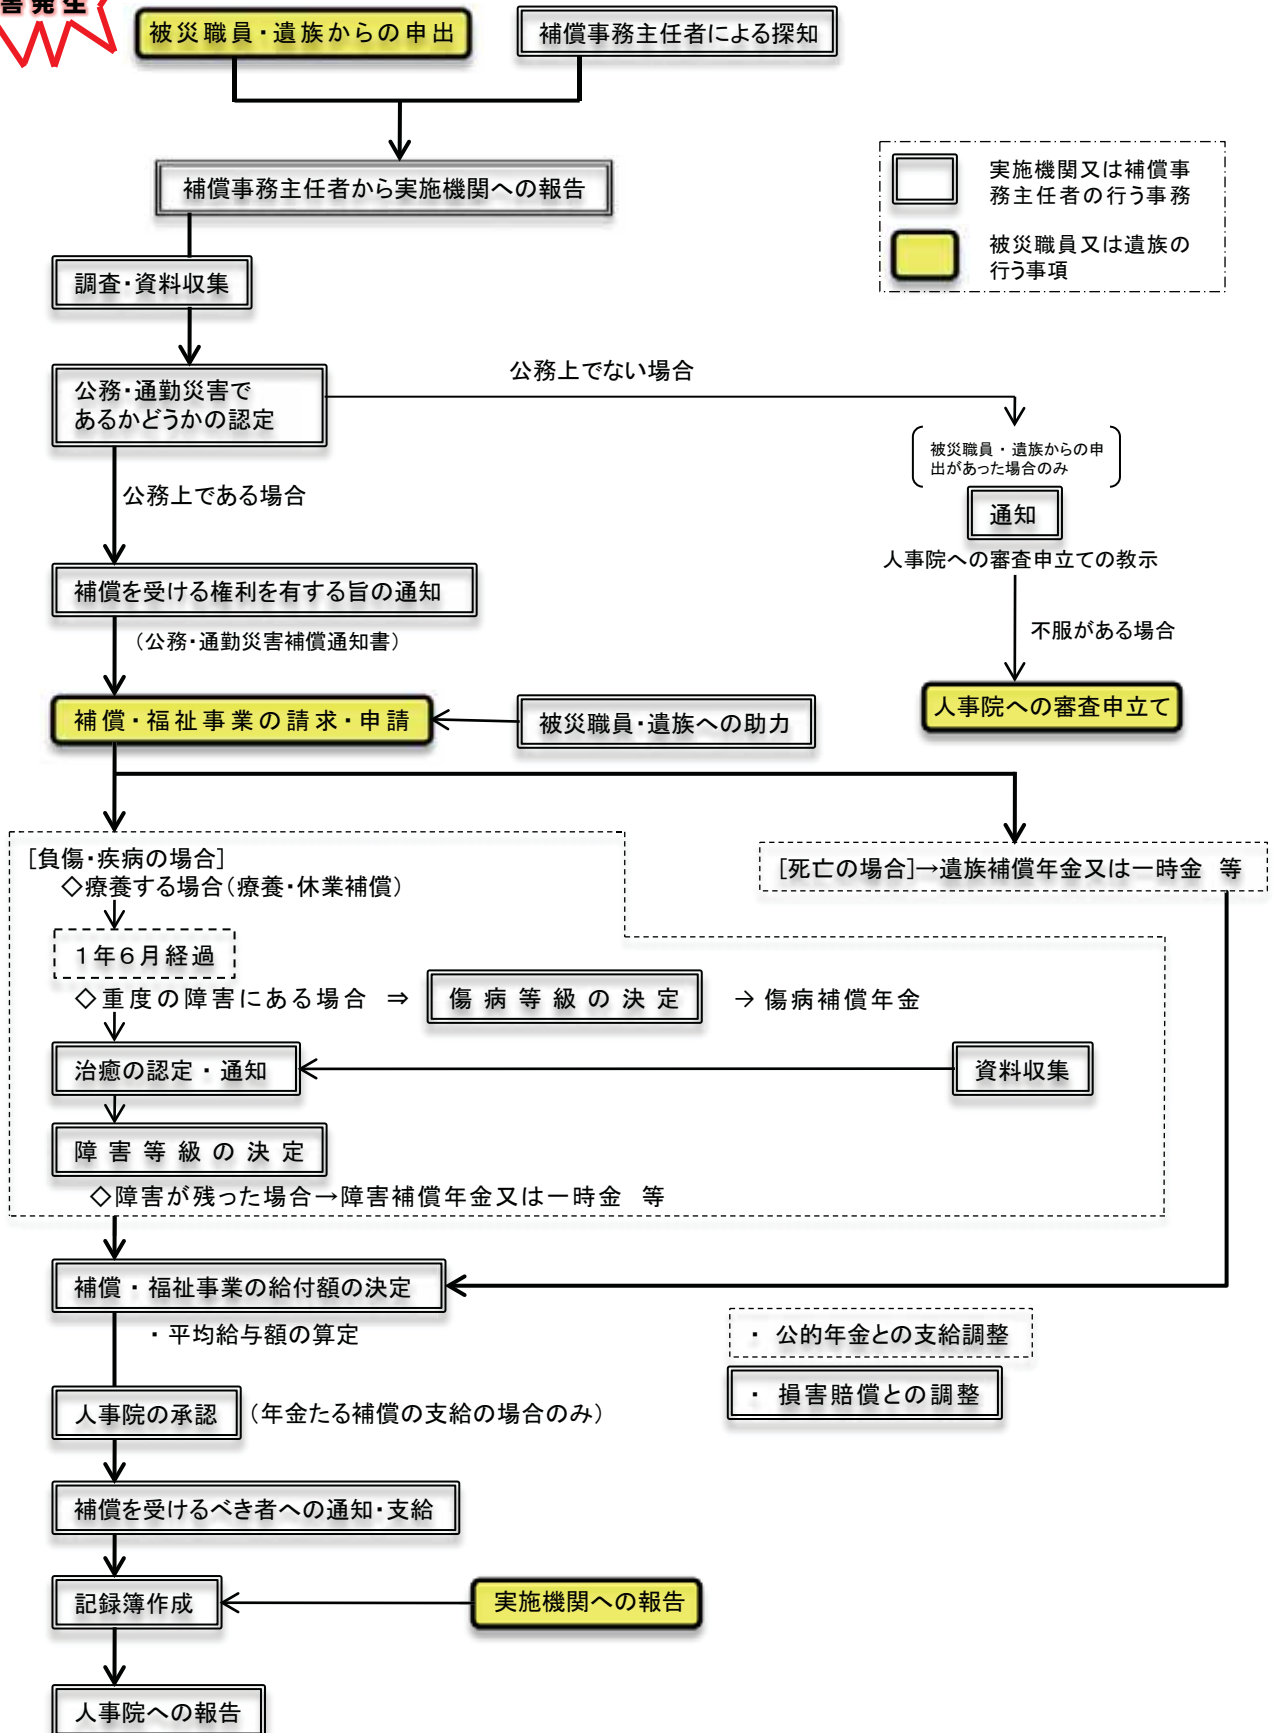 害発生
被災職員・遺族からの申出
補償事務主任者による探知
補償事務主任者から実施機関への報告
実施機関又は補償事
務主任者の行う事務
被災職員又は遺族の
行う事項
調査・資料収集
公務・通勤災害で
あるかどうかの認定
公務上でない場合
被災職員・遺族からの申
出があった場合のみ
通知
人事院への審査申立ての教示
公務上である場合
補償を受ける権利を有する旨の通知
(公務・通勤災害補償通知書)
不服がある場合
補償・福祉事業の請求・申請
被災職員・遺族への助力
人事院への審査申立て
[負傷・疾病の場合]
◇療養する場合(療養・休業補償)
[死亡の場合]→遺族補償年金又は一時金 等
1年6月経過
◇重度の障害にある場合 ⇒ 傷病等級の決定 → 傷病補償年金
治癒の認定・通知
資料収集
障害等級の決定
◇障害が残った場合→障害補償年金又は一時金 等
補償・福祉事業の給付額の決定
・平均給与額の算定
・ 公的年金との支給調整
・ 損害賠償との調整
人事院の承認 (年金たる補償の支給の場合のみ)
補償を受けるべき者への通知・支給
記録簿作成
実施機関への報告
人事院への報告